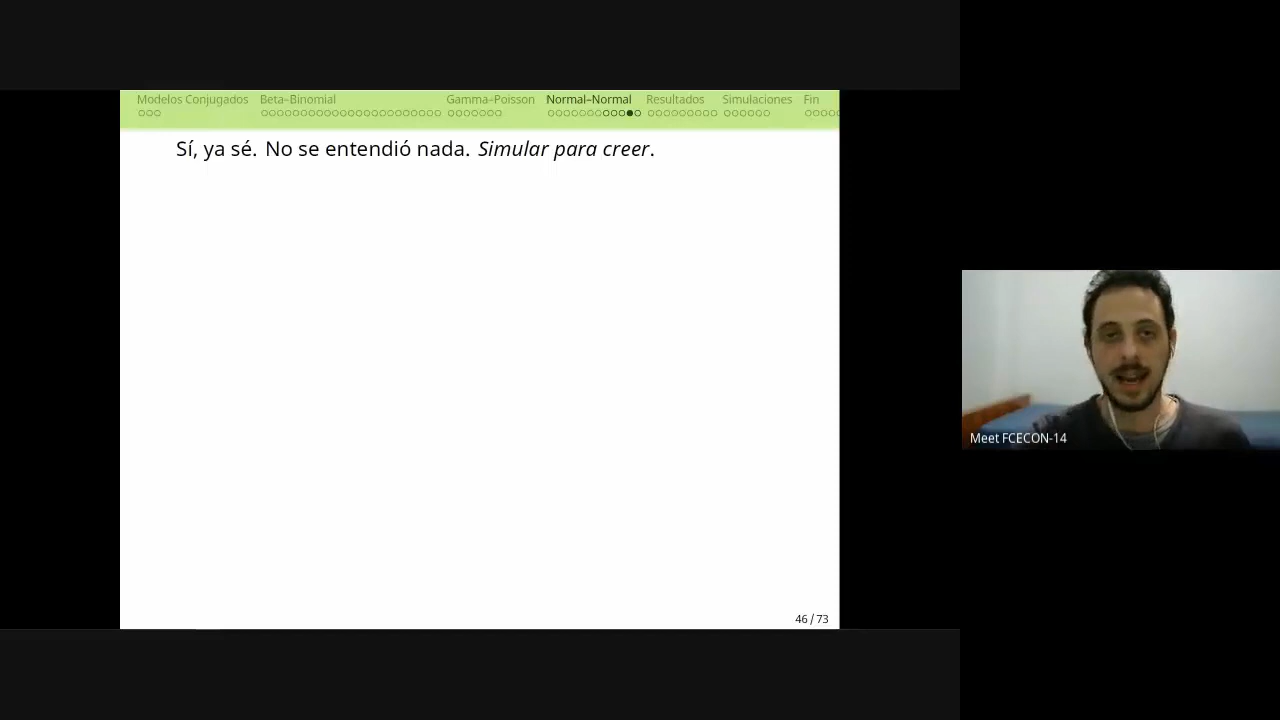 Modelos Conjugados Beta–Binomial Gamma–Poisson Normal–Normal Resultados Simulaciones Fin
Sí, ya sé. No se entendió nada. Simular para creer.
Meet FCECON-14
46 / 73